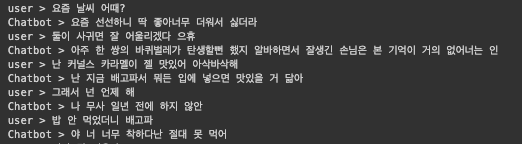 user > 요즘 날씨 어때?
Chatbot > 요즘 선선하니 딱 좋아너무 더워서 싫더라
user > 둘이 사귀면 잘 어울리겠다 으휴
Chatbot > 아주 한 쌍의 바퀴벌레가 탄생할뻔 했지 알바하면서 잘생긴 손님은 본 기억이 거의 없어너는 인
user > 난 커널스 카라멜이 젤 맛있어 아삭바삭해
Chatbot > 난 지금 배고파서 뭐든 입에 넣으면 맛있을 거 닮아
user > 그래서 넌 언제 해
Chatbot > 나 무사 일년 전에 하지 않안
user > 밥 안 먹었더니 배고파
Chatbot > 야 너 너무 착하다난 절대 못 먹어